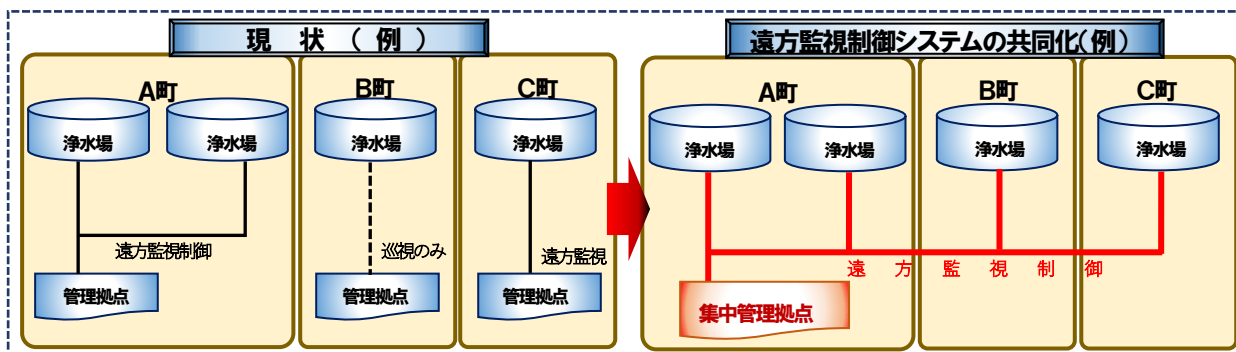 現 状 ( 例 )
A町
浄水場
浄水場
遠方監視制御
管理拠点
B町
浄水場
巡視のみ
管理拠点
C町
浄水場
遠方監視
管理拠点
遠方監視制御システムの共同化(例)
A町
浄水場
浄水場
B町
浄水場
C町
浄水場
遠 方 監 視 制 御
集中管理拠点